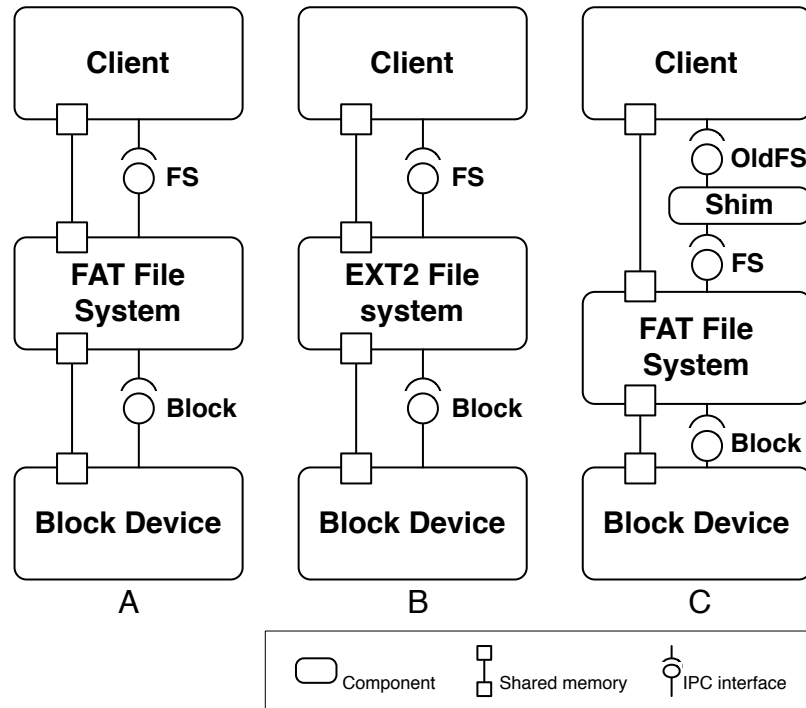 Client
FS
FAT File
System
Block
Block Device
A
Client
FS
EXT2 File
system
Block
Block Device
B
Client
OldFS
Shim
FS
FAT File
System
Block
Block Device
C
Component
Shared memory
IPC interface